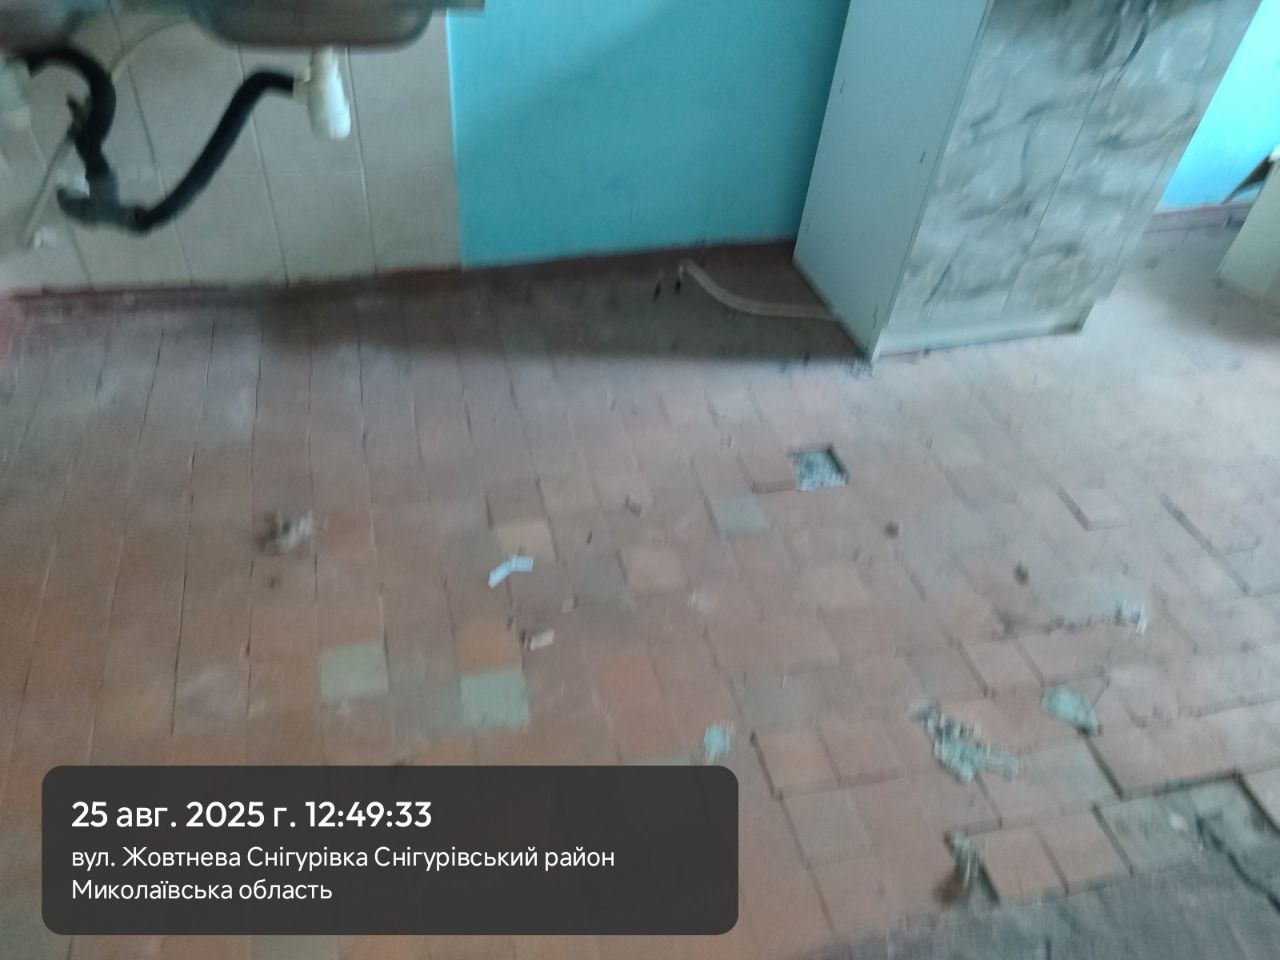 25 авг. 2025 г. 12:49:33
вул. Жовтнева Снігурівка Снігурівський район
Миколаївська область